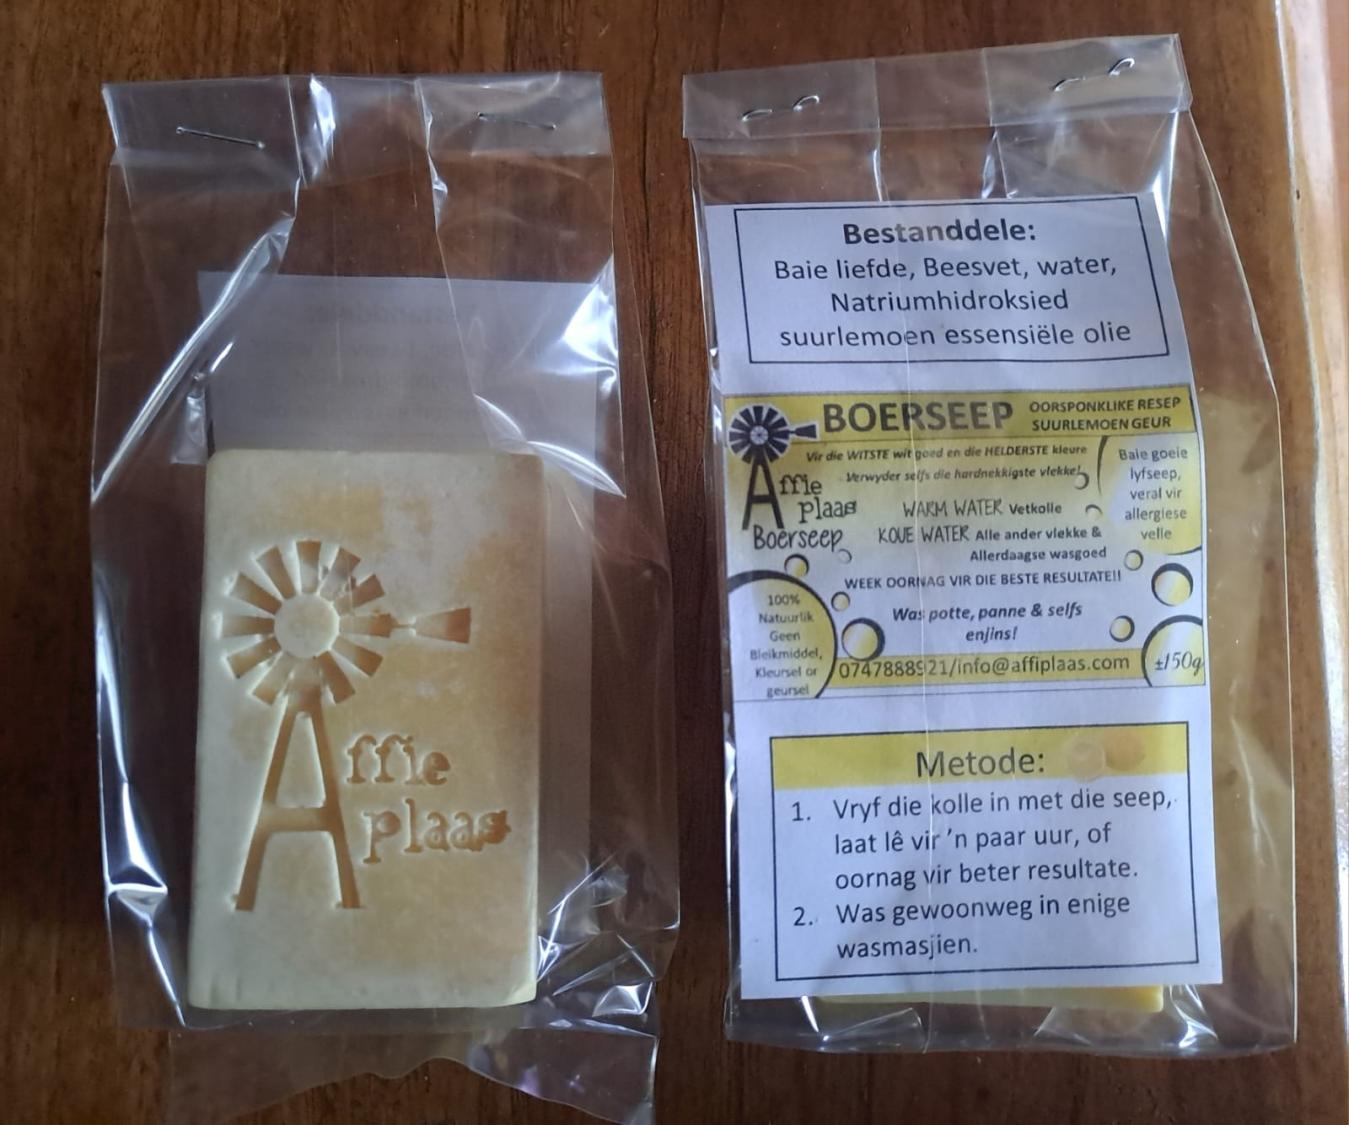 Affie
plaas
Bestanddele:
Baie liefde, Beesvet, water,
Natriumhidroksied
suurlemoen essensiële olie
BOERSEEP
OORSPONKLIKE RESEP
SUURLEMOEN GEUR
Vir die WITSTE wit goed en die HELDERSTE kleure
Verwyder selfs die hardnekkigste vlekke!
Affie
plaas
Boerseep
WARM WATER Vetkolle
KOUE WATER Alle ander vlekke &
Allerdaagse wasgoed
WEEK OORNAG VIR DIE BESTE RESULTATE!!
Was potte, panne & selfs
enjins!
Baie goeie
lyfseep,
veral vir
allergiese
velle
100%
Natuurlik
Geen
Bleikmiddel,
Kleursel or
geursel
0747888921/info@affiplaas.com
±150g
Metode:
1. Vryf die kolle in met die seep,
laat lê vir 'n paar uur, of
oornag vir beter resultate.
2. Was gewoonweg in enige
wasmasjien.